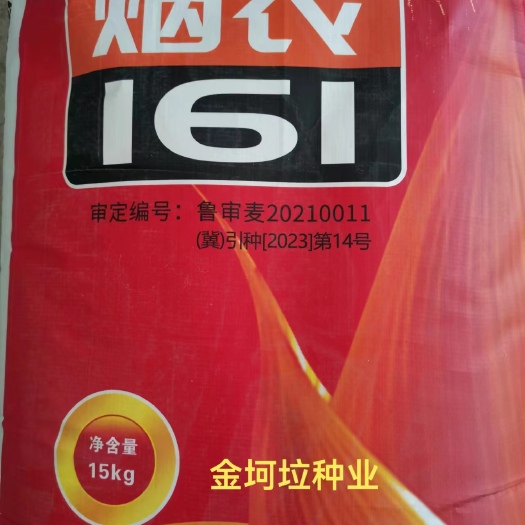 烟农
161
审定编号：鲁审麦20210011
(冀)引种[2023]第14号
净含量
15kg
金坷垃种业